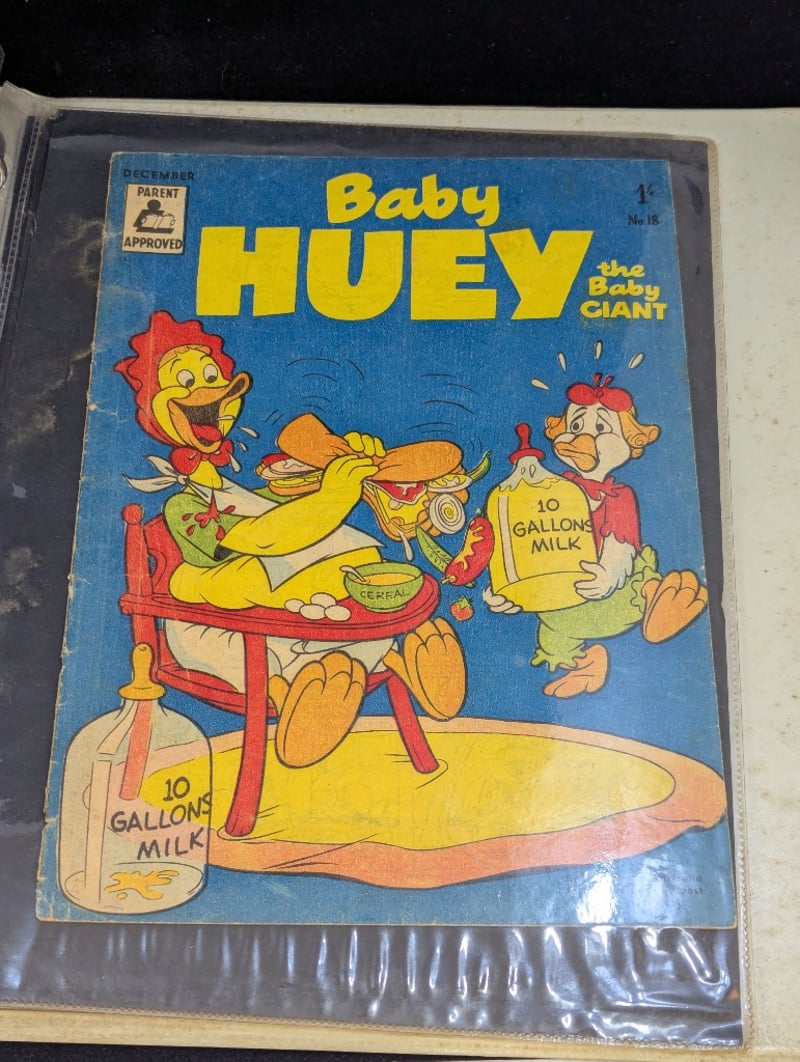 DECEMBER
PARENT
APPROVED
Baby
HUEY
the
Baby
GIANT
1/-
No. 18
10
GALLONS
MILK
CEREAL
10
GALLONS
MILK